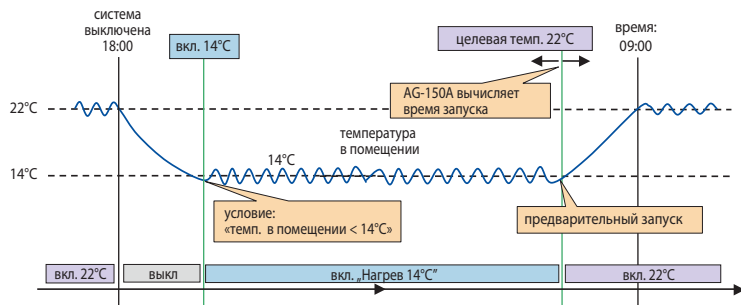 система
выключена
18:00
вкл. 14°C
целевая темп. 22°C
время:
09:00
AG-150A вычисляет
время запуска
22°C
температура
в помещении
14°C
14°C
условие:
«темп. в помещении < 14°C»
предварительный запуск
вкл. 22°C
выкл
вкл. „Нагрев 14°C”
вкл. 22°C